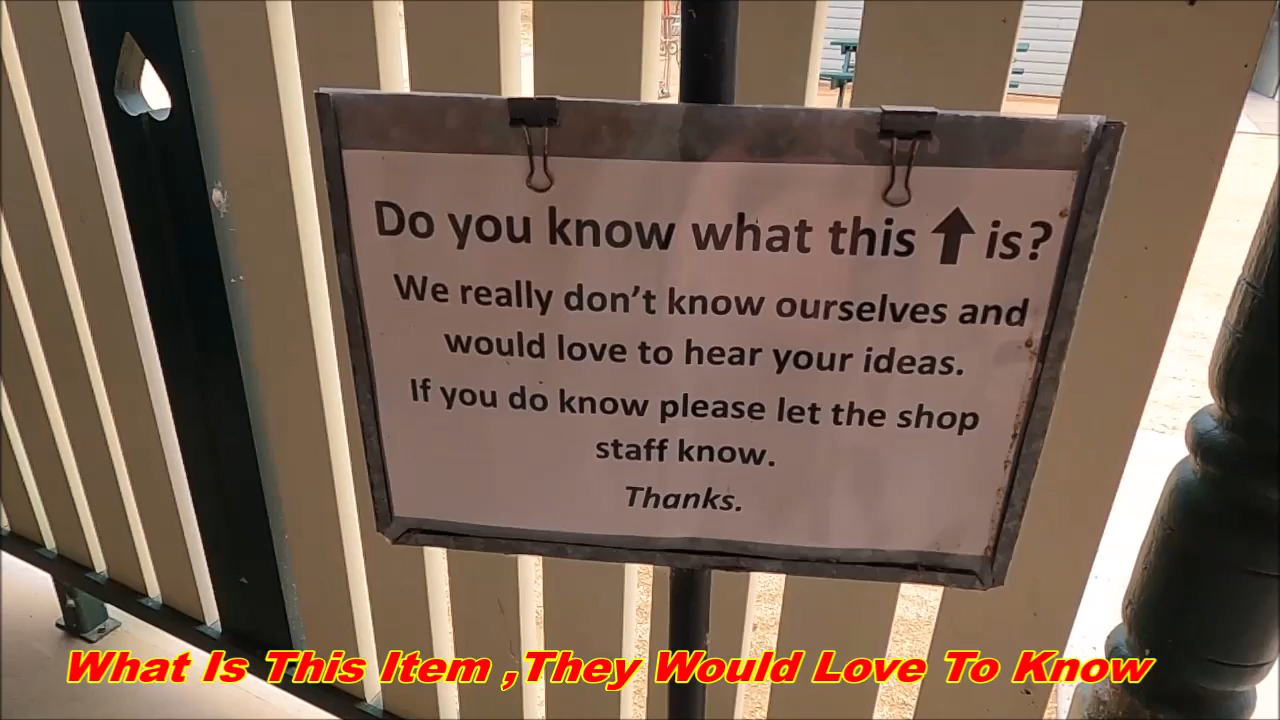 Do you know what this ↑ is?
We really don't know ourselves and
would love to hear your ideas.
If you do know please let the shop
staff know.
Thanks.
What Is This Item ,They Would Love To Know